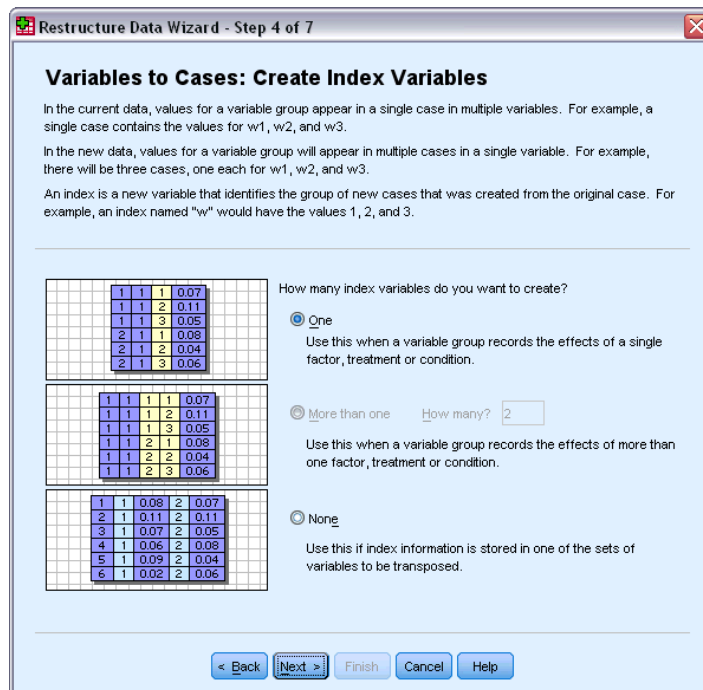 Restructure Data Wizard - Step 4 of 7
Variables to Cases: Create Index Variables
In the current data, values for a variable group appear in a single case in multiple variables. For example, a
single case contains the values for w1, w2, and w3.
In the new data, values for a variable group will appear in multiple cases in a single variable. For example,
there will be three cases, one each for w1, w2, and w3.
An index is a new variable that identifies the group of new cases that was created from the original case. For
example, an index named "w" would have the values 1, 2, and 3.
1 1 1 0.07
1 1 2 0.11
1 1 3 0.05
2 1 1 0.08
2 1 2 0.04
2 1 3 0.06
How many index variables do you want to create?
One
Use this when a variable group records the effects of a single
factor, treatment or condition.
1 1 1 1 0.07
1 1 1 2 0.11
1 1 1 3 0.05
1 1 2 1 0.08
1 1 2 2 0.04
1 1 2 3 0.06
More than one How many? 2
Use this when a variable group records the effects of more than
one factor, treatment or condition.
1 1 0.08 2 0.07
2 1 0.11 2 0.11
3 1 0.07 2 0.05
4 1 0.06 2 0.08
5 1 0.09 2 0.04
6 1 0.02 2 0.06
None
Use this if index information is stored in one of the sets of
variables to be transposed.
< Back Next > Finish Cancel Help